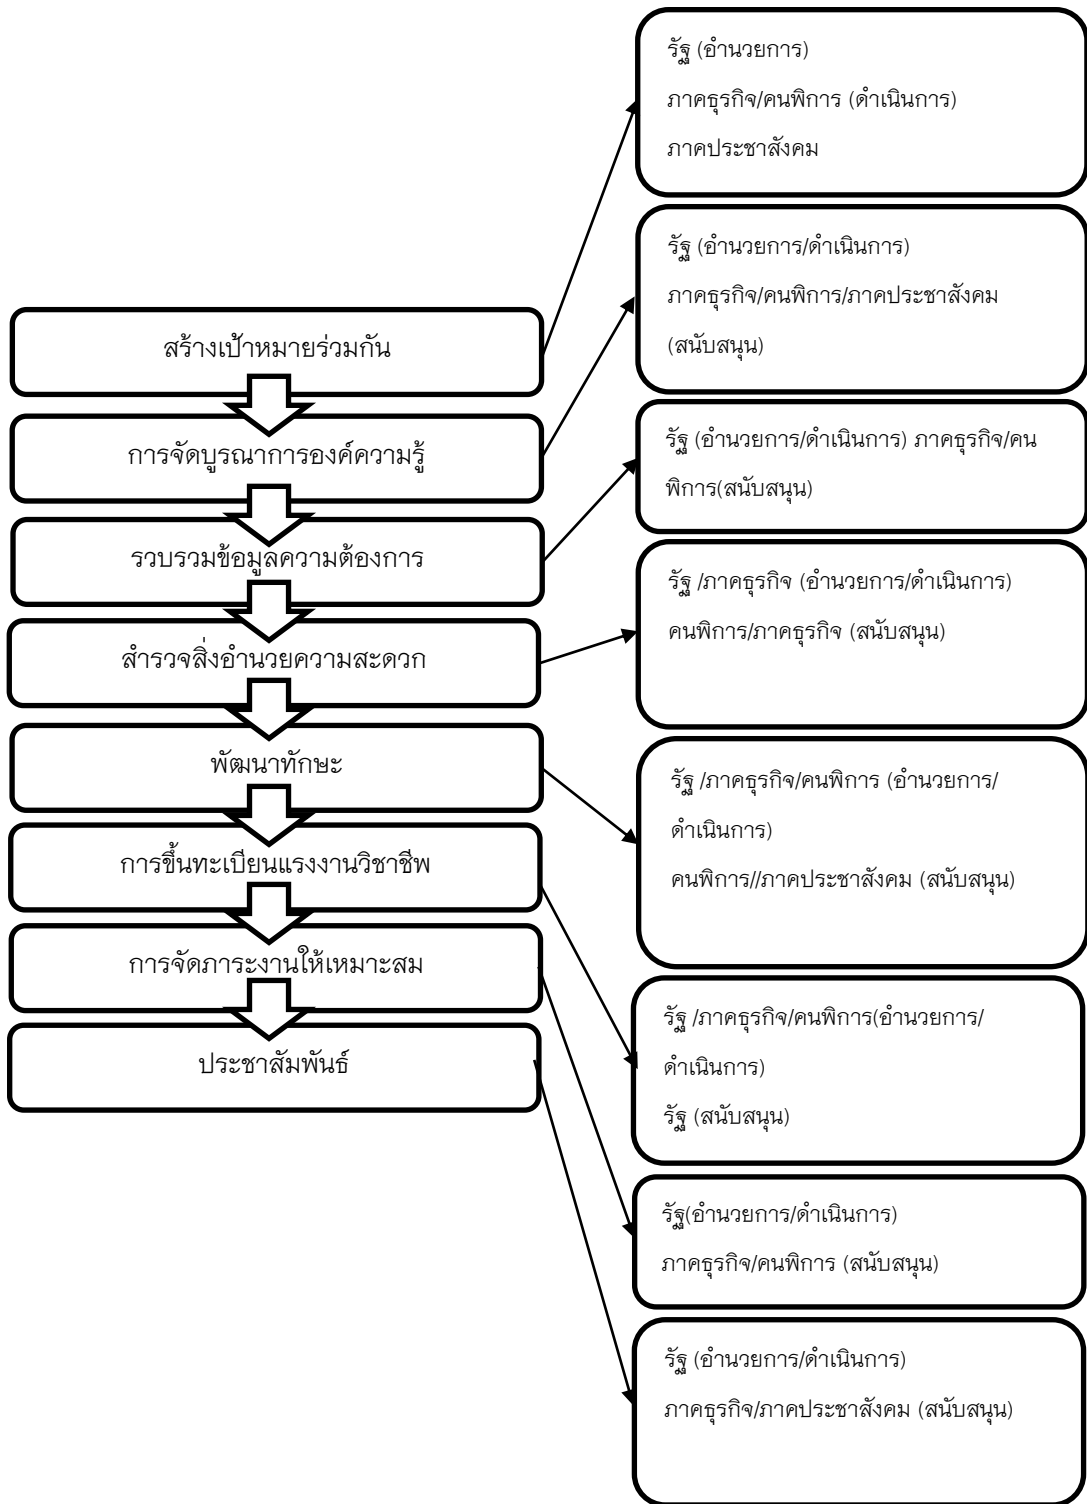 รัฐ (อำนวยการ)
ภาคธุรกิจ/คนพิการ (ดำเนินการ)
ภาคประชาสังคม
รัฐ (อำนวยการ/ดำเนินการ)
ภาคธุรกิจ/คนพิการ/ภาคประชาสังคม
(สนับสนุน)
สร้างเป้าหมายร่วมกัน
การจัดบูรณาการองค์ความรู้
รัฐ (อำนวยการ/ดำเนินการ) ภาคธุรกิจ/คน
พิการ(สนับสนุน)
รวบรวมข้อมูลความต้องการ
รัฐ /ภาคธุรกิจ (อำนวยการ/ดำเนินการ)
คนพิการ/ภาคธุรกิจ (สนับสนุน)
สำรวจสิ่งอำนวยความสะดวก
พัฒนาทักษะ
รัฐ /ภาคธุรกิจ/คนพิการ (อำนวยการ/
ดำเนินการ)
คนพิการ//ภาคประชาสังคม (สนับสนุน)
การขึ้นทะเบียนแรงงานวิชาชีพ
การจัดภาระงานให้เหมาะสม
รัฐ /ภาคธุรกิจ/คนพิการ(อำนวยการ/
ดำเนินการ)
รัฐ (สนับสนุน)
ประชาสัมพันธ์
รัฐ(อำนวยการ/ดำเนินการ)
ภาคธุรกิจ/คนพิการ (สนับสนุน)
รัฐ (อำนวยการ/ดำเนินการ)
ภาคธุรกิจ/ภาคประชาสังคม (สนับสนุน)